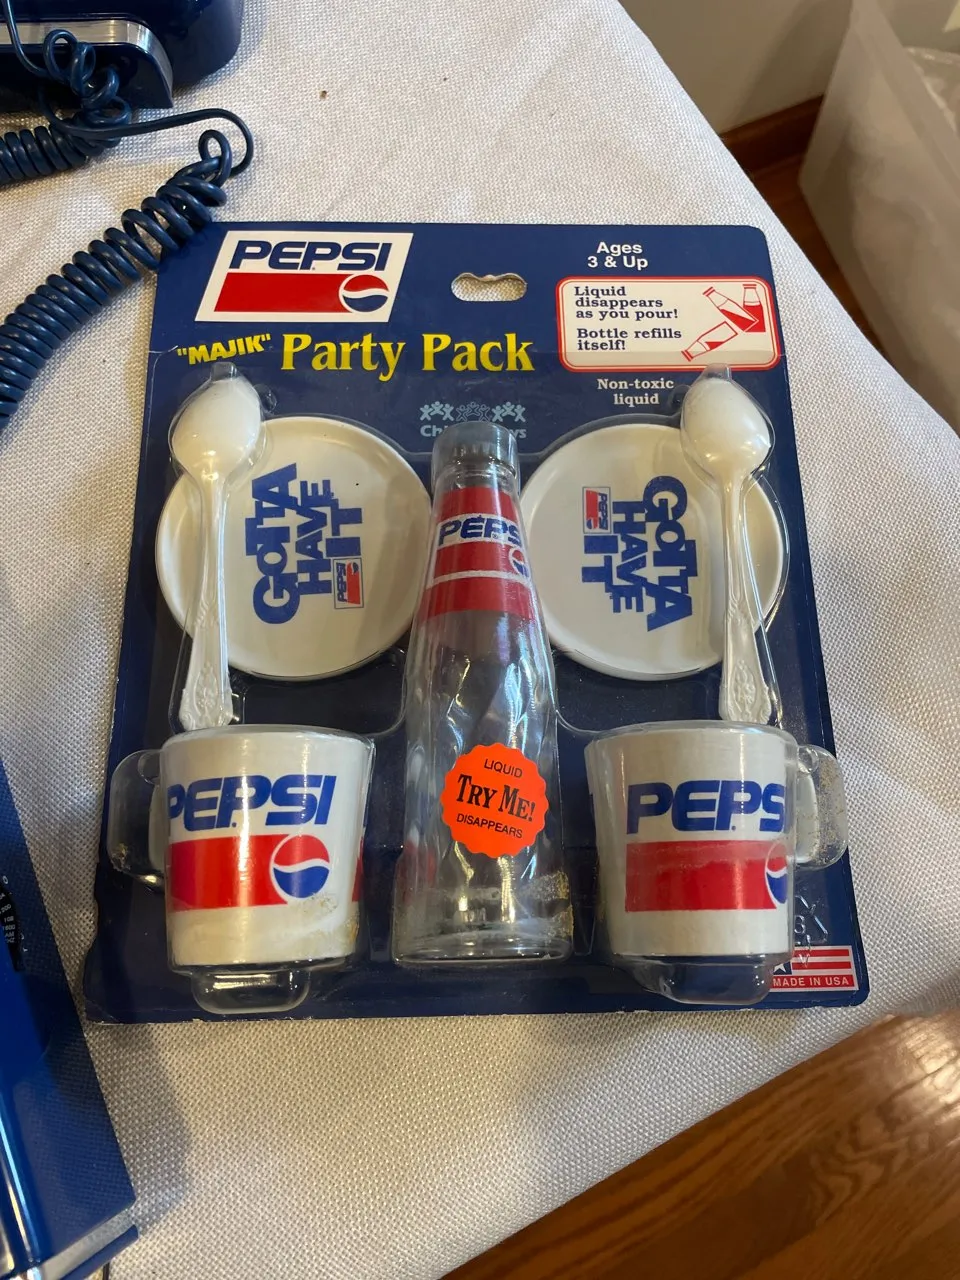 PEPSI
Ages
3 & Up
Liquid
disappears
as you pour!
Bottle refills
itself!
"MAJIK" Party Pack
Non-toxic
liquid
GOTTA
HAVE
IT
PEPSI
GOTTA
HAVE
IT
PEPSI
PEPSI
LIQUID
TRY ME!
DISAPPEARS
PEPSI
PEPS
MADE IN USA